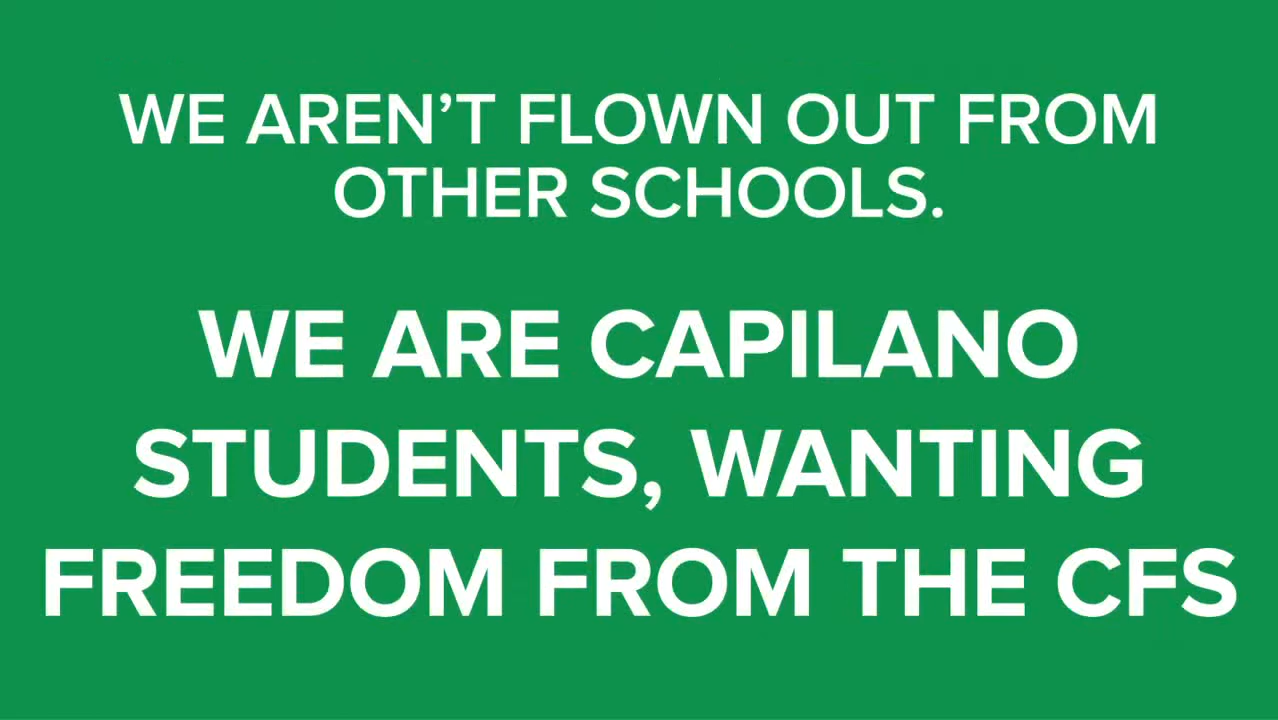 WE AREN’T FLOWN OUT FROM
OTHER SCHOOLS.
WE ARE CAPILANO
STUDENTS, WANTING
FREEDOM FROM THE CFS